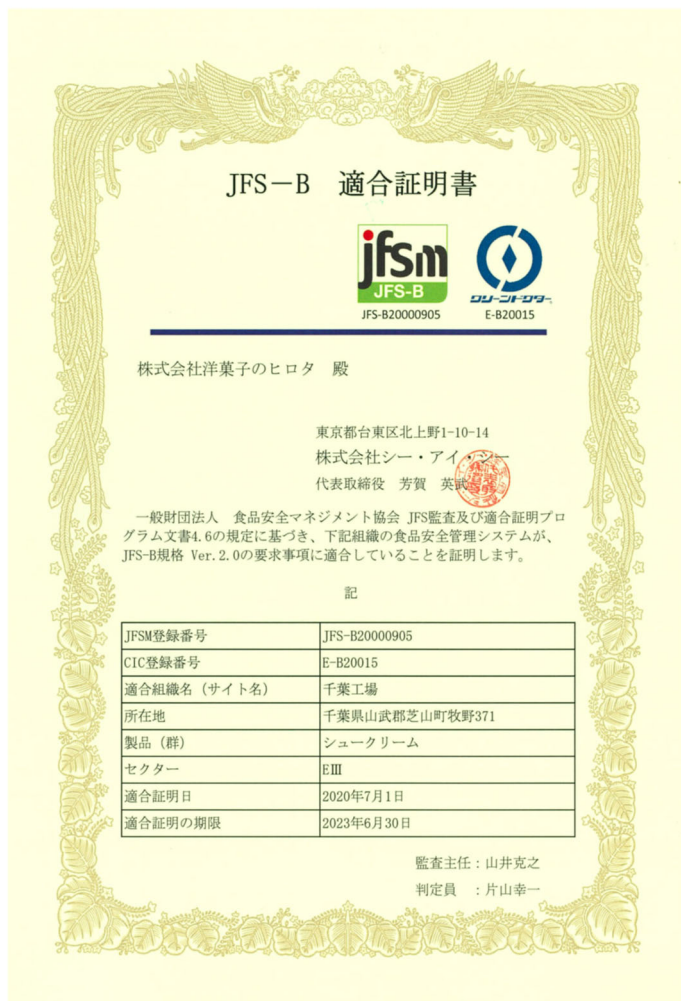 JFS－B　適合証明書
jfsm
JFS-B
クリーンドクター
JFS-B20000905
E-B20015
株式会社洋菓子のヒロタ　殿
東京都台東区北上野1-10-14
株式会社シー・アイ・シー
代表取締役　芳賀　英武
一般財団法人　食品安全マネジメント協会 JFS監査及び適合証明プロ
グラム文書4.6の規定に基づき、下記組織の食品安全管理システムが、
JFS-B規格 Ver.2.0の要求事項に適合していることを証明します。
記
JFSM登録番号 JFS-B20000905
CIC登録番号 E-B20015
適合組織名（サイト名） 千葉工場
所在地 千葉県山武郡芝山町牧野371
製品（群） シュークリーム
セクター EⅢ
適合証明日 2020年7月1日
適合証明の期限 2023年6月30日
監査主任：山井克之
判定員　：片山幸一